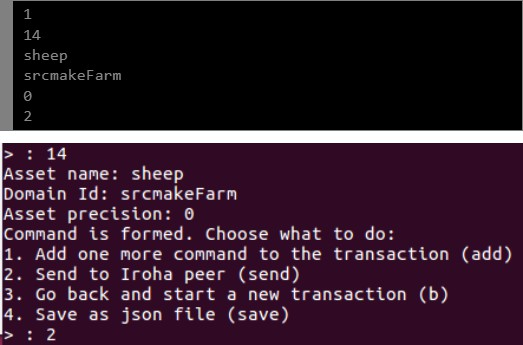 1
14
sheep
srcmakeFarm
0
2
> : 14
Asset name: sheep
Domain Id: srcmakeFarm
Asset precision: 0
Command is formed. Choose what to do:
1. Add one more command to the transaction (add)
2. Send to Iroha peer (send)
3. Go back and start a new transaction (b)
4. Save as json file (save)
> : 2